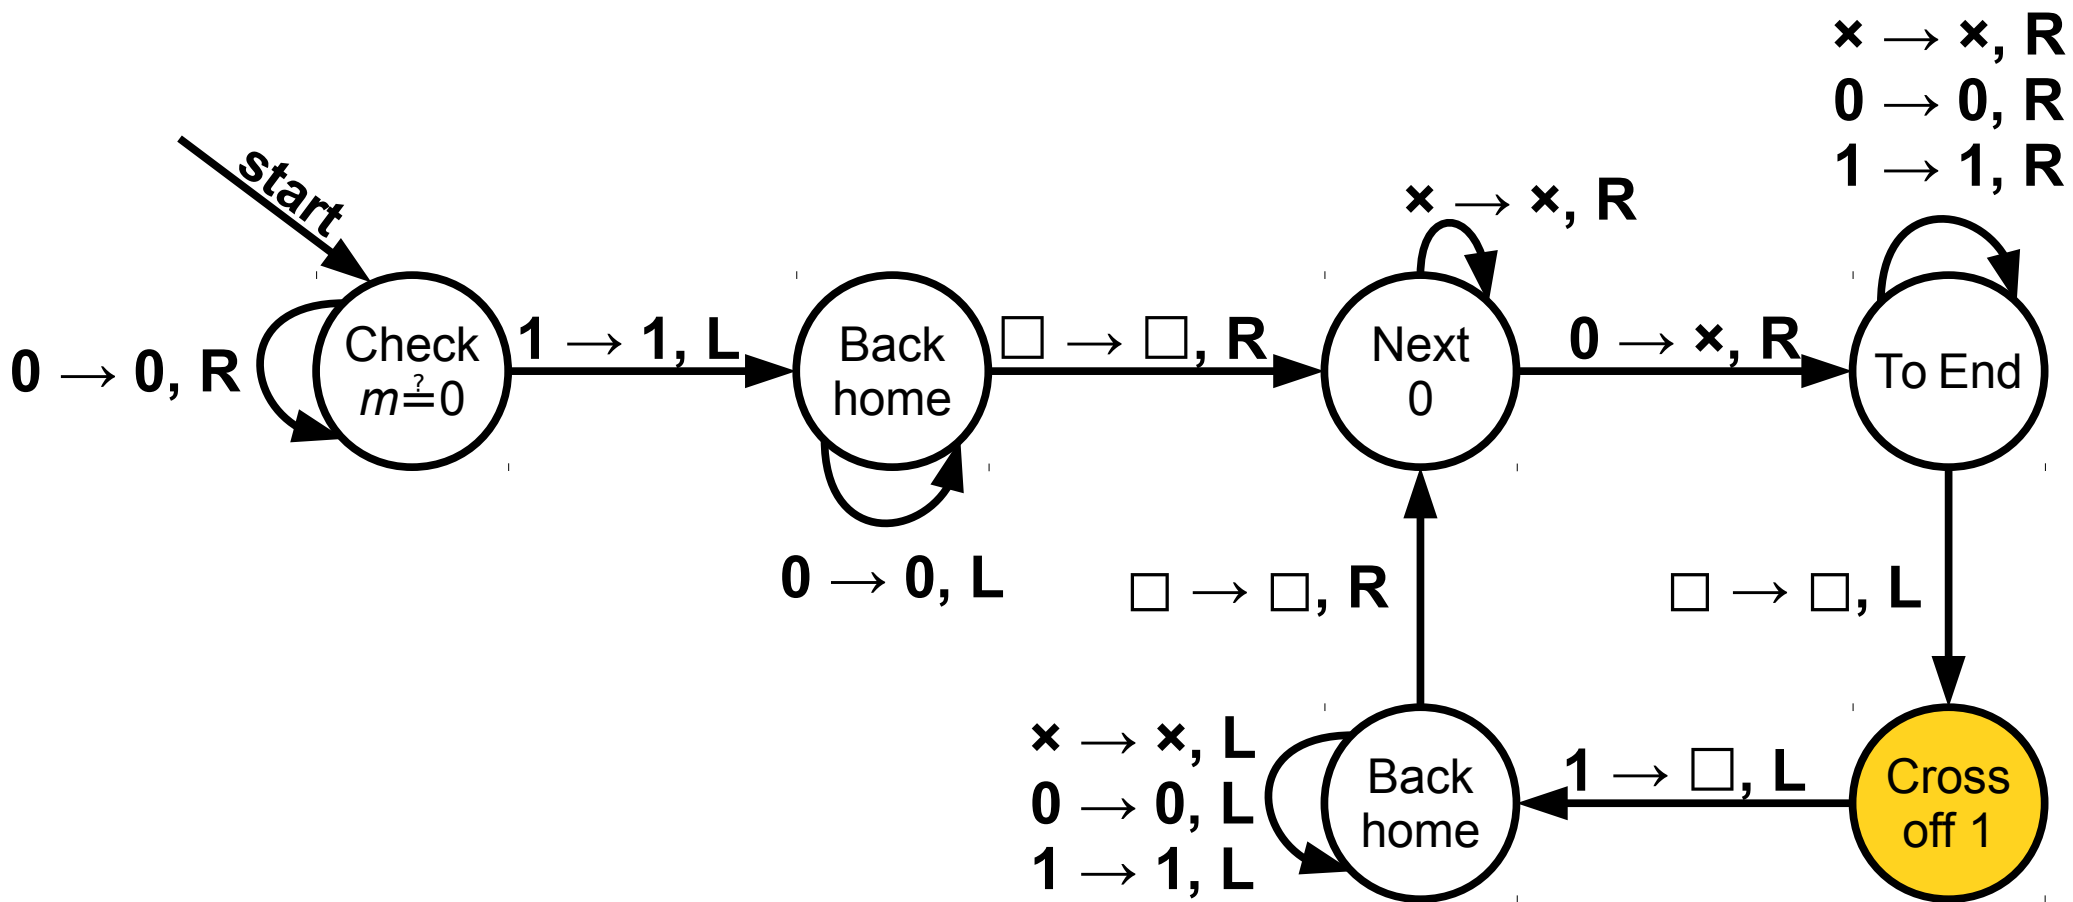 × → ×, R
0 → 0, R
1 → 1, R
start
× → ×, R
0 → 0, R
Check
m≟0
1 → 1, L
Back
home
□ → □, R
Next
0
0 → ×, R
To End
0 → 0, L
□ → □, R
□ → □, L
× → ×, L
0 → 0, L
1 → 1, L
Back
home
1 → □, L
Cross
off 1